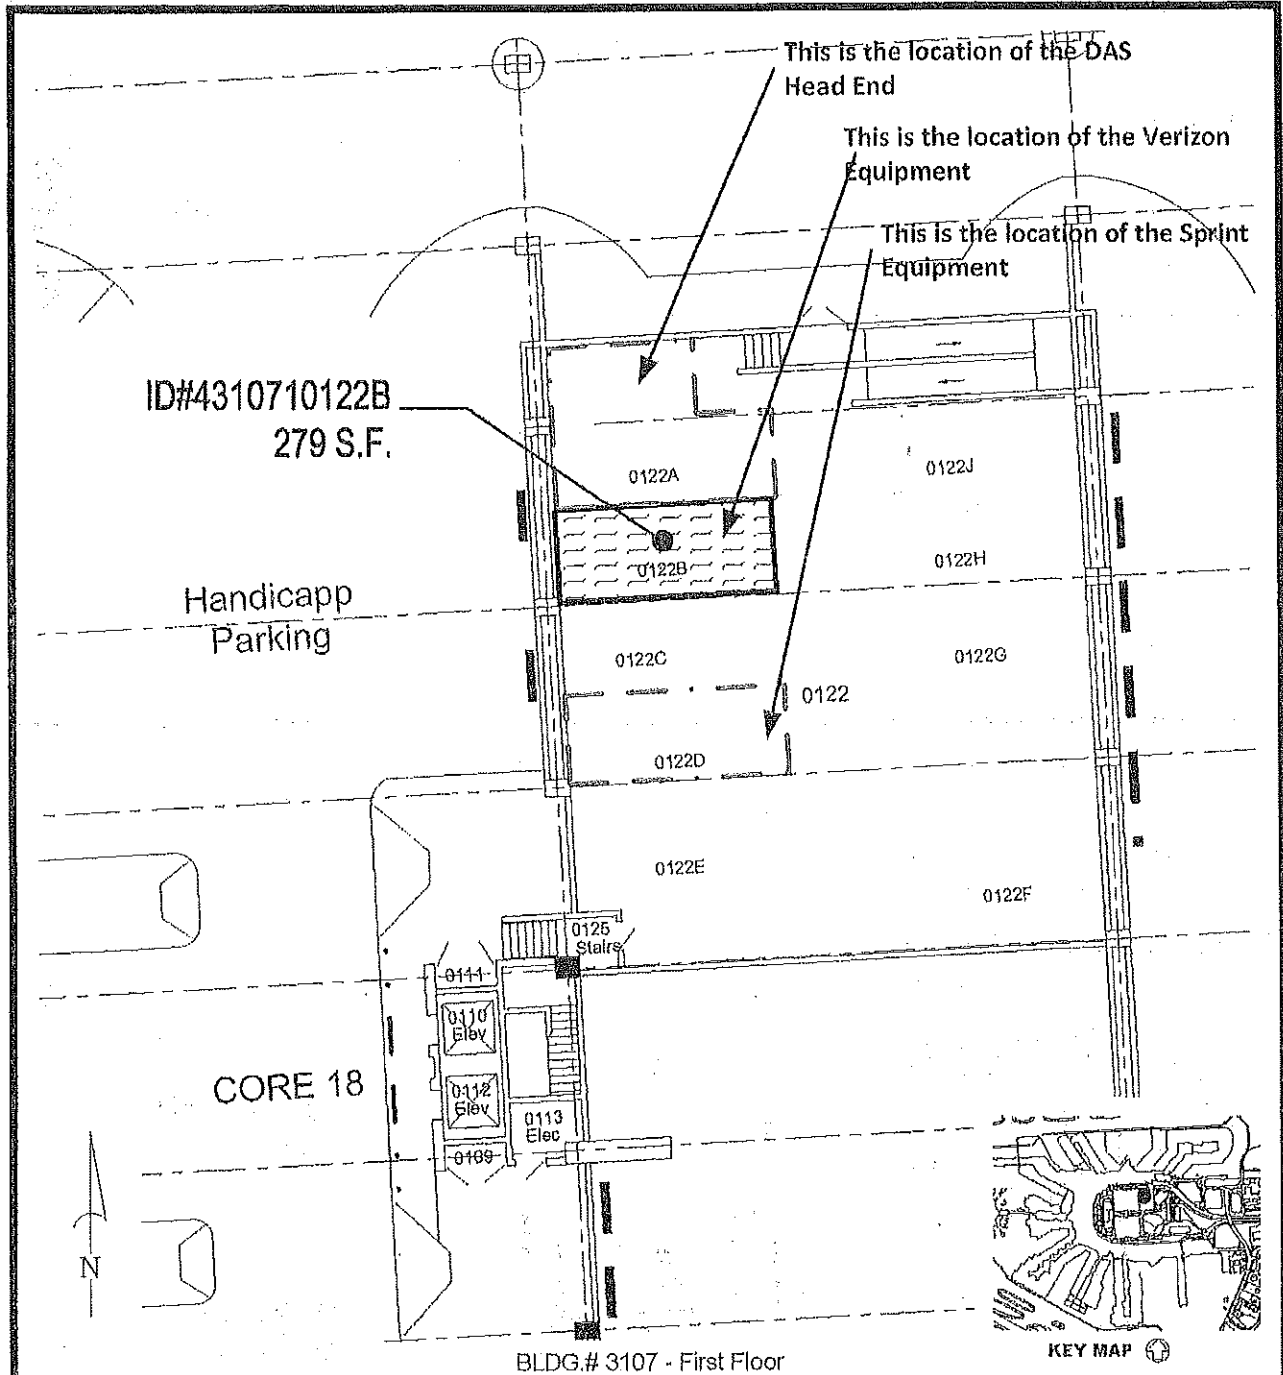 This is the location of the DAS
Head End
This is the location of the Verizon
Equipment
This is the location of the Sprint
Equipment
ID#4310710122B
279 S.F.
0122A
0122J
0122B
0122H
Handicapp
Parking
0122C
0122G
0122
0122D
0122E
0122F
0125
Stairs
0111
0110
Elev
CORE 18
0112
Elev
0113
Elec
0109
N
KEY MAP
BLDG.# 3107 - First Floor